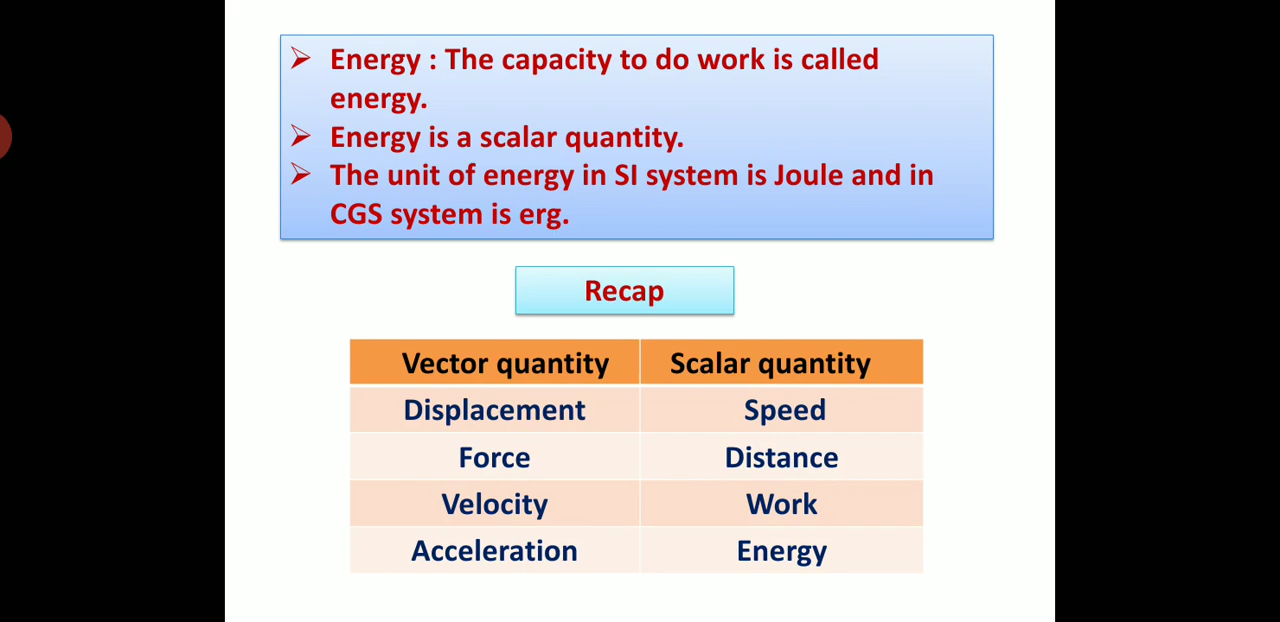 Energy : The capacity to do work is called
energy.
Energy is a scalar quantity.
The unit of energy in SI system is Joule and in
CGS system is erg.
Recap
Vector quantity Scalar quantity
Displacement Speed
Force Distance
Velocity Work
Acceleration Energy